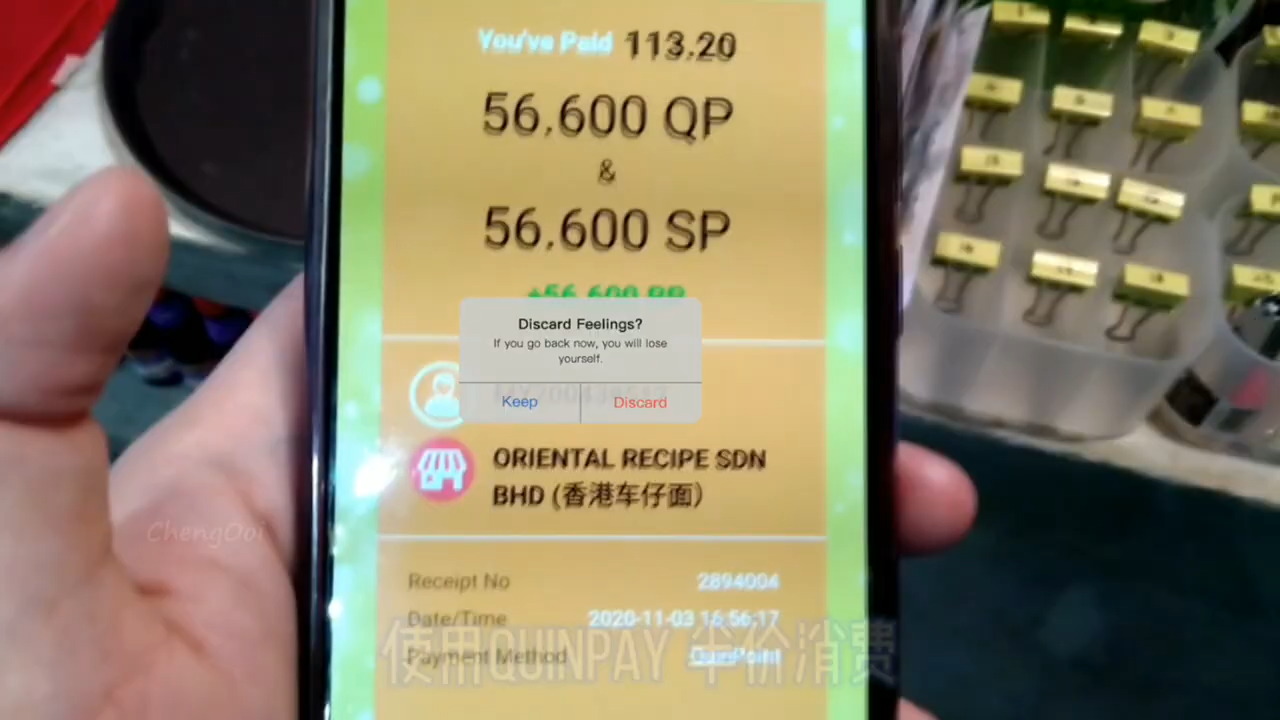 You've Paid 113.20
56,600 QP
&
56,600 SP
Discard Feelings?
If you go back now, you will lose
yourself.
Keep
Discard
ORIENTAL RECIPE SDN
BHD (香港车仔面)
ChengOoi
Receipt No 2894004
Date/Time 2020-11-03 16:56:17
Payment Method
使用QUINPAY 半价消费